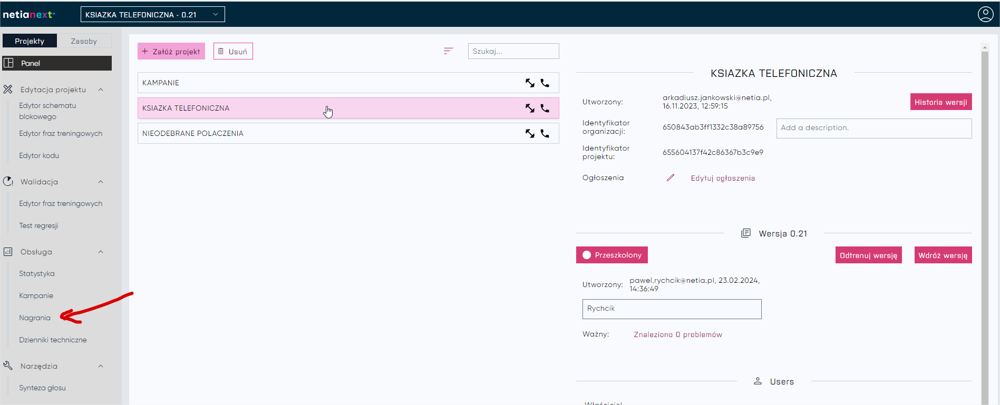 netianext
KSIAZKA TELEFONICZNA - 0.21
Projekty
Zasoby
Panel
Edytacja projektu
Edytor schematu
blokowego
Edytor fraz treningowych
Edytor kodu
Walidacja
Edytor fraz treningowych
Test regresji
Obsługa
Statystyka
Kampanie
Nagrania
Dzienniki techniczne
Narzędzia
Synteza głosu
+ Załóż projekt
Usuń
Szukaj...
KAMPANIE
KSIAZKA TELEFONICZNA
NIEODEBRANE POLACZENIA
KSIAZKA TELEFONICZNA
Utworzony:
arkadiusz.jankowski@netia.pl,
16.11.2023, 12:59:15
Historia wersji
Identyfikator
organizacji:
650843ab3ff1332c38a89756
Add a description.
Identyfikator
projektu:
655604137f42c86367b3c9e9
Ogłoszenia
Edytuj ogłoszenia
Wersja 0.21
Przeszkolony
Odtrenuj wersję
Wdróż wersję
Utworzony:
pawel.rychcik@netia.pl, 23.02.2024,
14:36:49
Rychcik
Ważny:
Znaleziono 0 problemów
Users
Właściciel